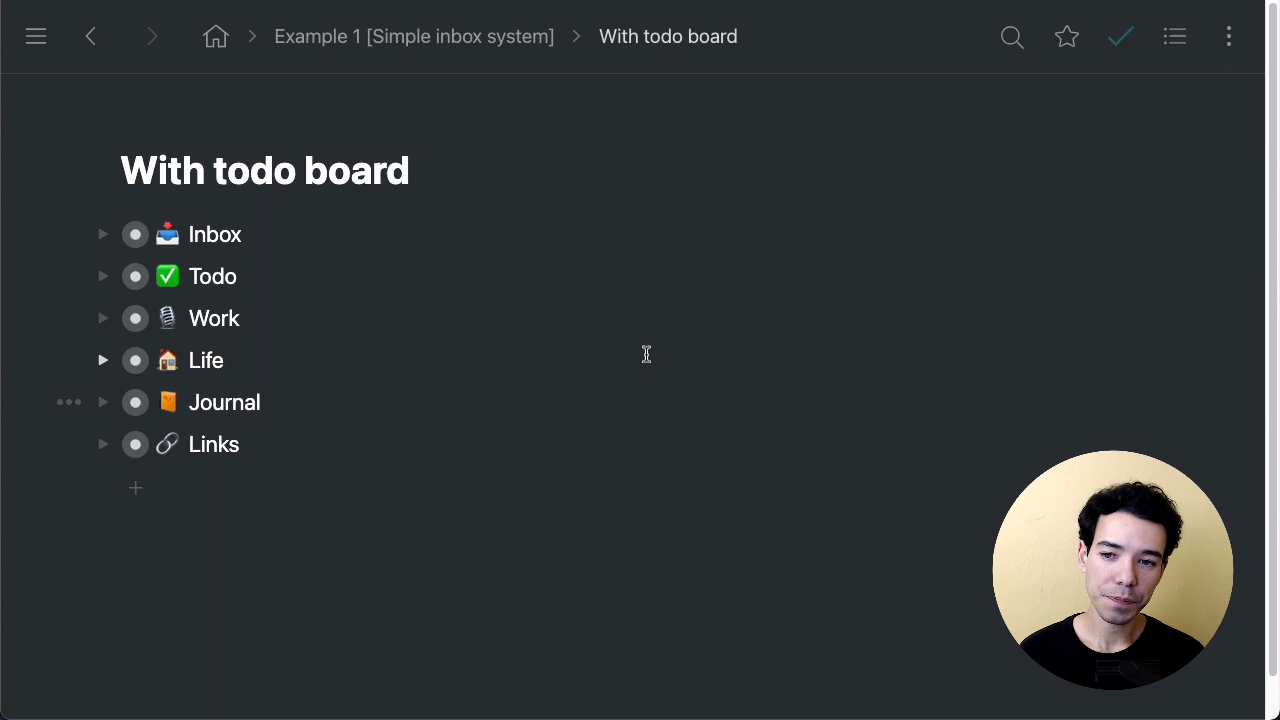 Example 1 [Simple inbox system] With todo board
With todo board
Inbox
Todo
Work
Life
Journal
Links